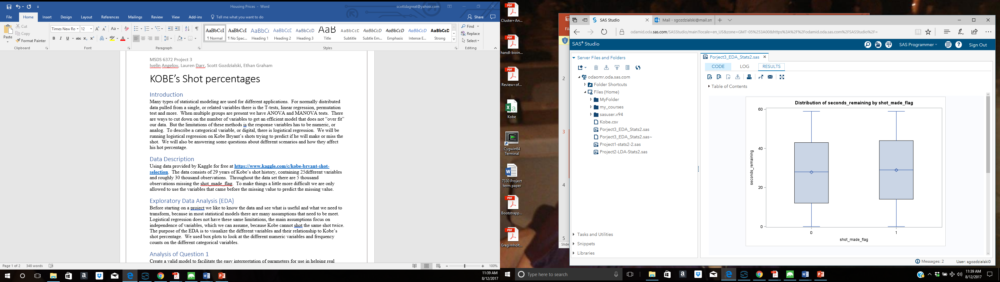 Housing Prices - Word
scottdagreat@yahoo.com
File Home Insert Design Layout References Mailings Review View Add-ins Tell me what you want to do Share
Paste
Cut
Copy
Format Painter
Clipboard
Times New Ro 12
Font
Paragraph
AaBbCcI AaBbCcI AaBbCc AaBbCcE AaBbCcD AaB AaBbCcD AaBbCcD AaBbCcD AaBbCcD AaBbCcD
¶ Normal ¶ No Spac... Heading 1 Heading 2 Heading 3 Title Subtitle Subtle Em... Emphasis Intense E... Strong
Styles
Find
Replace
Select
Editing
MSDS 6372 Project 3
Ivelin Angelov, Lauren Darr, Scott Gozdzialski, Ethan Graham
KOBE’s Shot percentages
Introduction
Many types of statistical modeling are used for different applications. For normally distributed
data pulled from a single, or related variables there is the T-tests, linear regression, permutation
test and more. When multiple groups are present we have ANOVA and MANOVA tests. There
are ways to cut down on the number of variables to get an efficient model that does not “over fit”
our data. But the limitations of these methods is the response variables has to be numeric, or
analog. To describe a categorical variable, or digital, there is logistical regression. We will be
running logistical regression on Kobe Bryant’s shots trying to predict if he will make or miss the
shot. We will also be answering some questions about different scenarios and how they affect
his hot percentage.
Data Description
Using data provided by Kaggle for free at https://www.kaggle.com/c/kobe-bryant-shot-
selection. The data consists of 29 years of Kobe’s shot history, containing 25different variables
and roughly 30 thousand observations. Throughout the data set there are 5 thousand
observations missing the shot_made_flag. To make things a little more difficult we are only
allowed to use the variables that came before the missing value to predict the missing value.
Exploratory Data Analysis (EDA)
Before starting on a project we like to know the data and see what is useful and what we need to
transform, because in most statistical models there are many assumptions that need to be meet.
Logistical regression does not have these same limitations, the main assumptions focus on
independence of variables, which we can assume, because Kobe cannot shot the same shot twice.
The purpose of the EDA is to visualize the different variables and their relationship to Kobe’s
shot percentage. We used box plots to look at the different numeric variables and frequency
counts on the different categorical variables.
Analysis of Question 1
Create a valid model to facilitate the easy interpretation of parameters for use in helping real
Page 1 of 2 348 words
100%
11:39 AM
8/12/2017
Cluster+An...
handl-bioin...
Review+of...
Kobe
Cygwin64
Terminal
7330 Project
term paper
Bootstrapp...
GregImholt...
2
3
4
5
Slide
SAS Studio
Mail - sgozdzialski@mail.sm
odamid.oda.sas.com/SASStudio/main?locale=en_US&zone=GMT-05%253A00&https%3A%2F%2Fodamid.oda.sas.com%2FSASStudio%2F=
SAS® Studio
SAS Programmer
Sign Out
Server Files and Folders
odaomr.oda.sas.com
Folder Shortcuts
Files (Home)
MyFolder
my_courses
sasuser.v94
Kobe.csv
Porject3_EDA_Stats2.sas
Porject3_EDA_Stats2.sas~
Project1-stats2-2.sas
Project2-LDA-Stats2.sas
Tasks and Utilities
Snippets
Libraries
Porject3_EDA_Stats2.sas
CODE LOG RESULTS
Table of Contents
Distribution of seconds_remaining by shot_made_flag
60
40
20
0
seconds_remaining
0 1
shot_made_flag
Messages: 2
User: sgozdzialski0
Type here to search
11:39 AM
8/12/2017